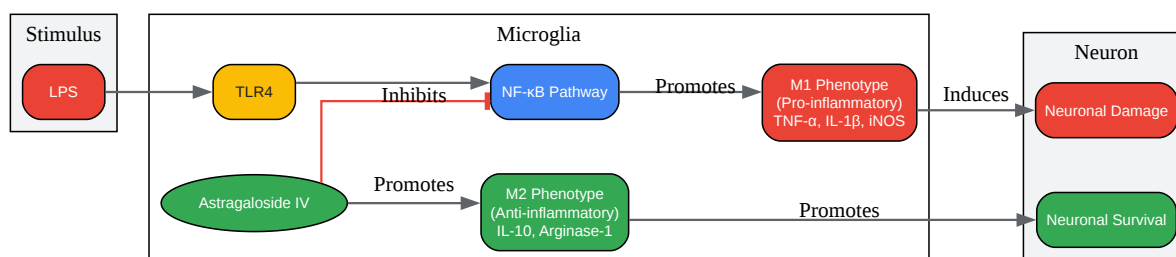 Stimulus
LPS
Microglia
TLR4
Inhibits
NF-κB Pathway
Promotes
M1 Phenotype
(Pro-inflammatory)
TNF-α, IL-1β, iNOS
Induces
Neuron
Neuronal Damage
Astragaloside IV
Promotes
M2 Phenotype
(Anti-inflammatory)
IL-10, Arginase-1
Promotes
Neuronal Survival